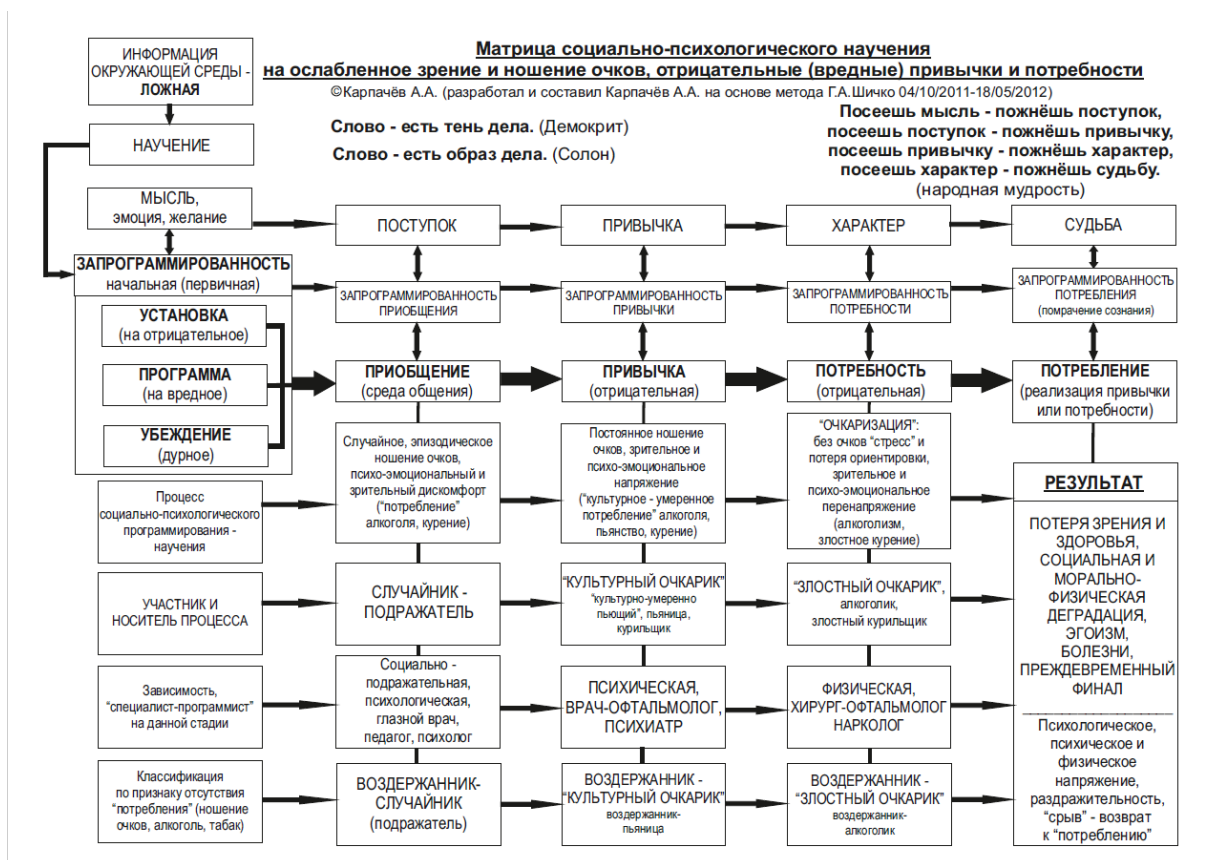 ИНФОРМАЦИЯ
ОКРУЖАЮЩЕЙ СРЕДЫ -
ЛОЖНАЯ
Матрица социально-психологического научения
на ослабленное зрение и ношение очков, отрицательные (вредные) привычки и потребности
©Карпачёв А.А. (разработал и составил Карпачёв А.А. на основе метода Г.А.Шичко 04/10/2011-18/05/2012)
Слово - есть тень дела. (Демокрит)
Слово - есть образ дела. (Солон)
Посеешь мысль - пожнёшь поступок,
посеешь поступок - пожнёшь привычку,
посеешь привычку - пожнёшь характер,
посеешь характер - пожнёшь судьбу.
(народная мудрость)
НАУЧЕНИЕ
МЫСЛЬ,
эмоция, желание
ПОСТУПОК
ПРИВЫЧКА
ХАРАКТЕР
СУДЬБА
ЗАПРОГРАММИРОВАННОСТЬ
начальная (первичная)
ЗАПРОГРАММИРОВАННОСТЬ
ПРИОБЩЕНИЯ
ЗАПРОГРАММИРОВАННОСТЬ
ПРИВЫЧКИ
ЗАПРОГРАММИРОВАННОСТЬ
ПОТРЕБНОСТИ
ЗАПРОГРАММИРОВАННОСТЬ
ПОТРЕБЛЕНИЯ
(помрачение сознания)
УСТАНОВКА
(на отрицательное)
ПРОГРАММА
(на вредное)
УБЕЖДЕНИЕ
(дурное)
ПРИОБЩЕНИЕ
(среда общения)
ПРИВЫЧКА
(отрицательная)
ПОТРЕБНОСТЬ
(отрицательная)
ПОТРЕБЛЕНИЕ
(реализация привычки
или потребности)
Процесс
социально-психологического
программирования -
научения
Случайное, эпизодическое
ношение очков,
психо-эмоциональный и
зрительный дискомфорт
(“потребление”
алкоголя, курение)
Постоянное ношение
очков, зрительное и
психо-эмоциональное
напряжение
(“культурное - умеренное
потребление” алкоголя,
пьянство, курение)
“ОЧКАРИЗАЦИЯ”:
без очков “стресс” и
потеря ориентировки,
зрительное и
психо-эмоциональное
перенапряжение
(алкоголизм,
злостное курение)
УЧАСТНИК И
НОСИТЕЛЬ ПРОЦЕССА
СЛУЧАЙНИК -
ПОДРАЖАТЕЛЬ
“КУЛЬТУРНЫЙ ОЧКАРИК”
“культурно-умеренно
пьющий”, пьяница,
курильщик
“ЗЛОСТНЫЙ ОЧКАРИК”,
алкоголик,
злостный курильщик
Зависимость,
“специалист-программист”
на данной стадии
Социально -
подражательная,
психологическая,
глазной врач,
педагог, психолог
ПСИХИЧЕСКАЯ,
ВРАЧ-ОФТАЛЬМОЛОГ,
ПСИХИАТР
ФИЗИЧЕСКАЯ,
ХИРУРГ-ОФТАЛЬМОЛОГ
НАРКОЛОГ
Классификация
по признаку отсутствия
“потребления” (ношение
очков, алкоголь, табак)
ВОЗДЕРЖАННИК-
СЛУЧАЙНИК
(подражатель)
ВОЗДЕРЖАННИК -
“КУЛЬТУРНЫЙ ОЧКАРИК”
воздержанник-
пьяница
ВОЗДЕРЖАННИК -
“ЗЛОСТНЫЙ ОЧКАРИК”
воздержанник-
алкоголик
РЕЗУЛЬТАТ
ПОТЕРЯ ЗРЕНИЯ И
ЗДОРОВЬЯ,
СОЦИАЛЬНАЯ И
МОРАЛЬНО-
ФИЗИЧЕСКАЯ
ДЕГРАДАЦИЯ,
ЭГОИЗМ,
БОЛЕЗНИ,
ПРЕЖДЕВРЕМЕННЫЙ
ФИНАЛ
Психологическое,
психическое и
физическое
напряжение,
раздражительность,
“срыв” - возврат
к “потреблению”